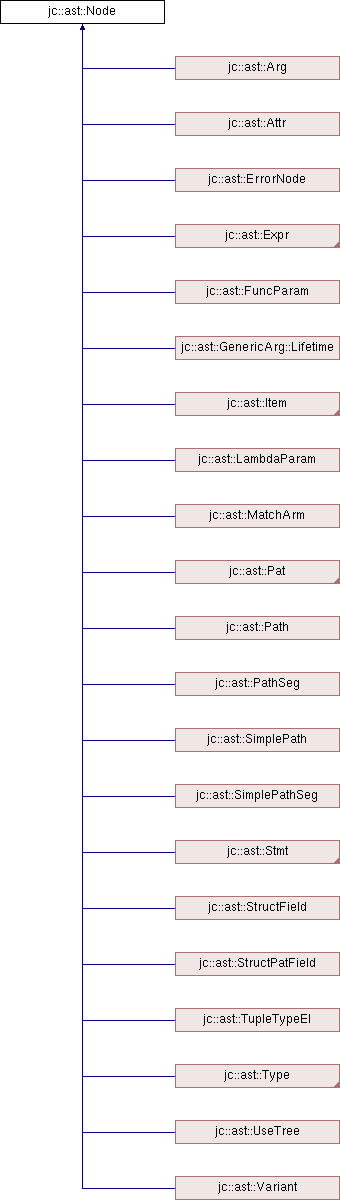 jc::ast::Node
jc::ast::Arg
jc::ast::Attr
jc::ast::ErrorNode
jc::ast::Expr
jc::ast::FuncParam
jc::ast::GenericArg::Lifetime
jc::ast::Item
jc::ast::LambdaParam
jc::ast::MatchArm
jc::ast::Pat
jc::ast::Path
jc::ast::PathSeg
jc::ast::SimplePath
jc::ast::SimplePathSeg
jc::ast::Stmt
jc::ast::StructField
jc::ast::StructPatField
jc::ast::TupleTypeEl
jc::ast::Type
jc::ast::UseTree
jc::ast::Variant